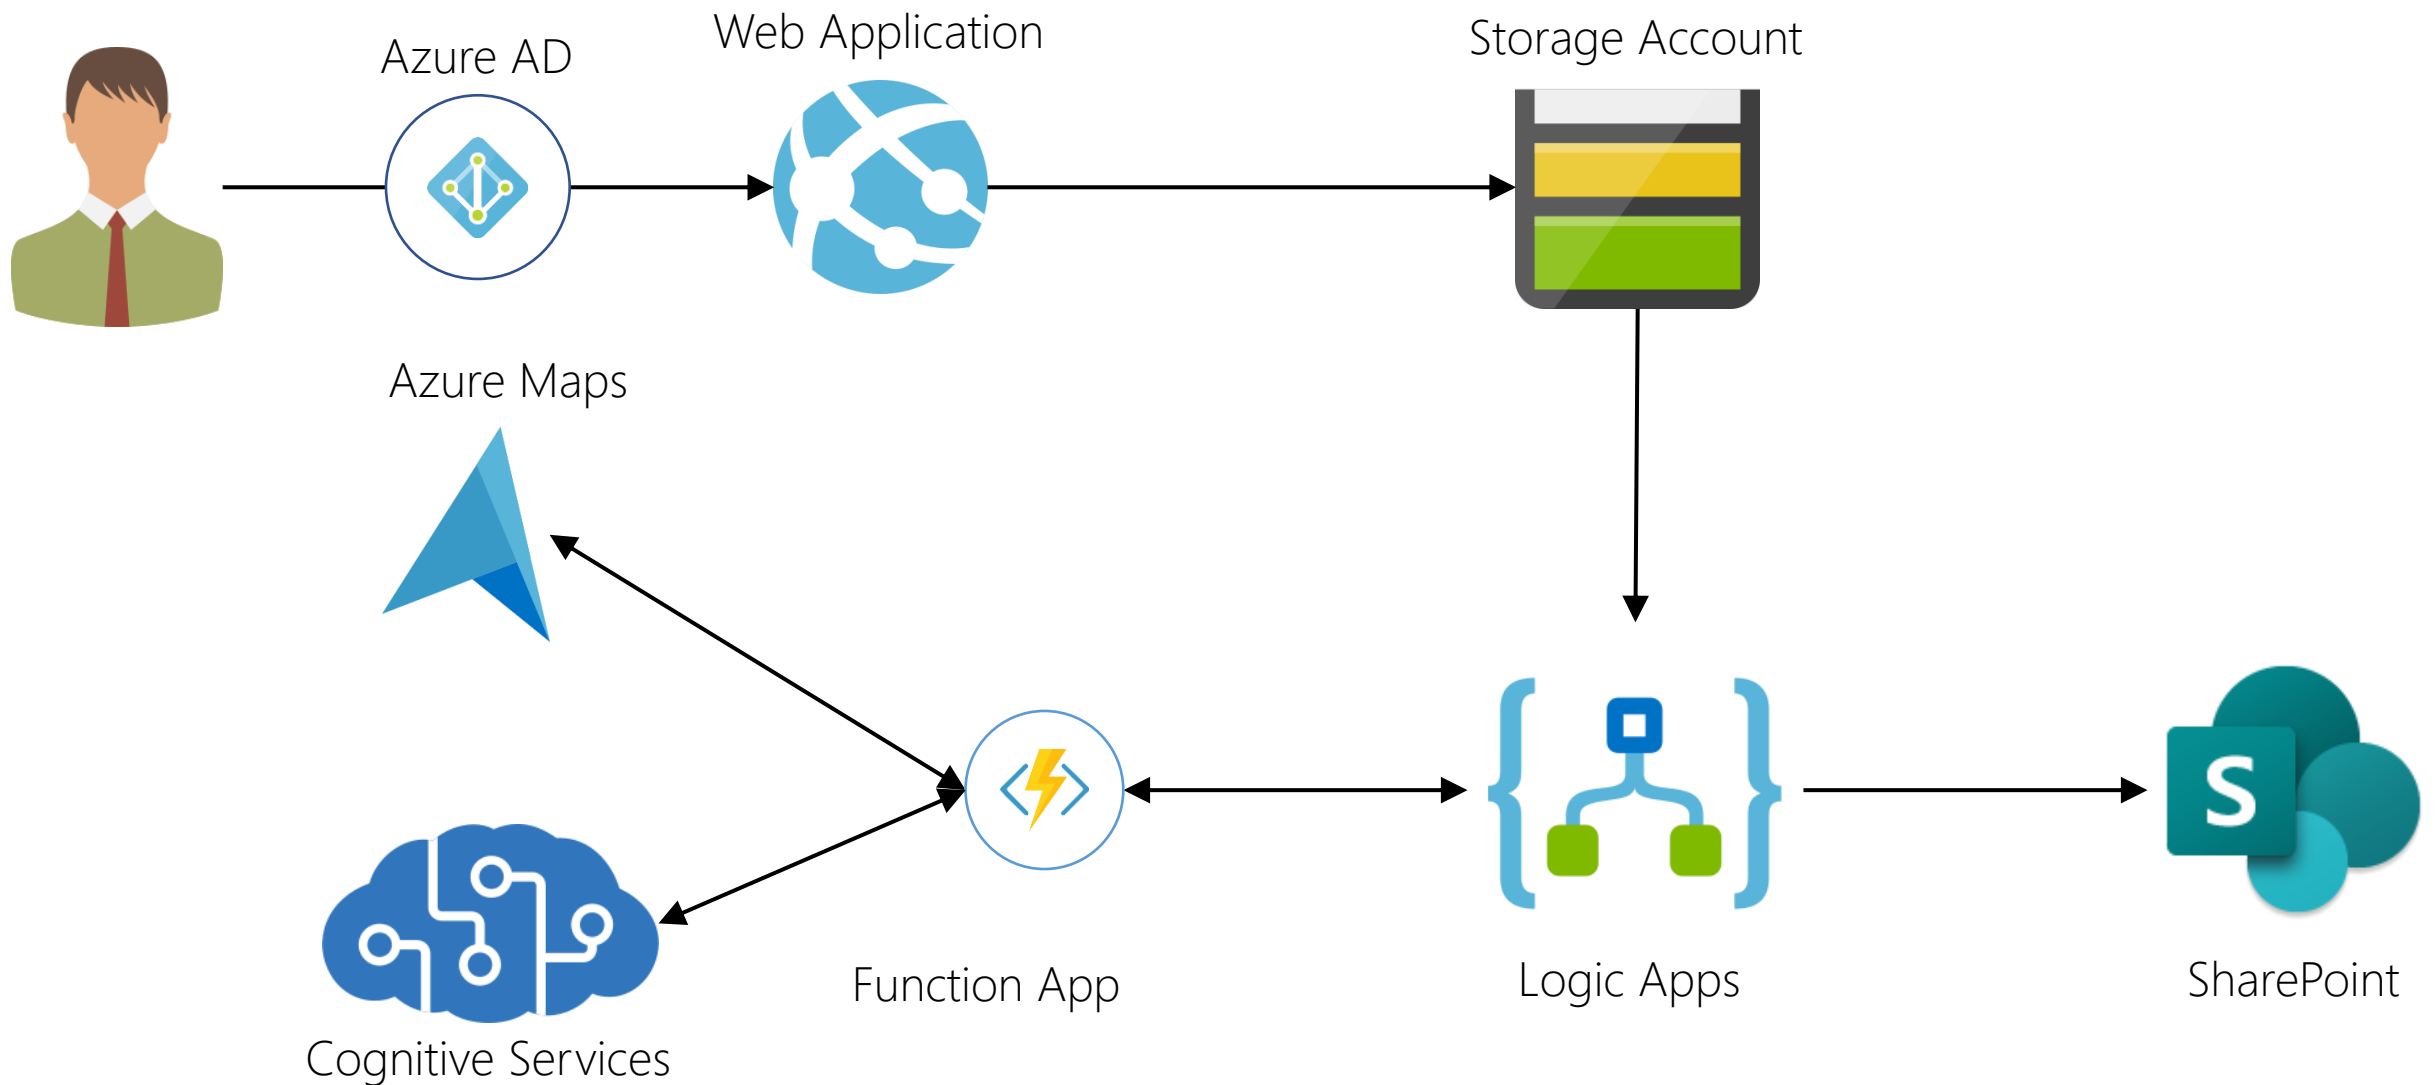 Azure AD
Web Application
Storage Account
Azure Maps
S
Function App
Logic Apps
SharePoint
Cognitive Services